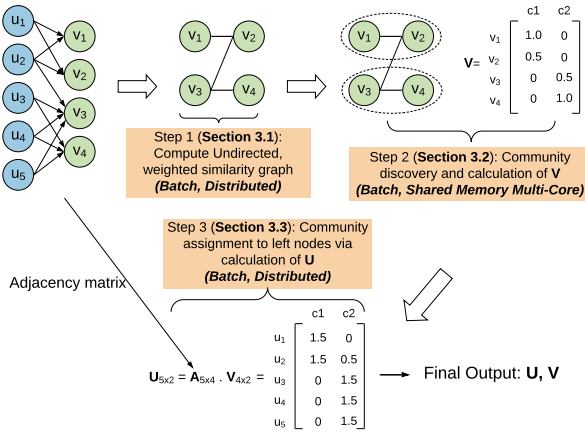 u1
u2
u3
u4
u5
v1
v2
v3
v4
v1 v2
v3 v4
Step 1 (Section 3.1):
Compute Undirected,
weighted similarity graph
(Batch, Distributed)
v1 v2
v3 v4
c1 c2
V=
v1 1.0 0
v2 0.5 0
v3 0 0.5
v4 0 1.0
Step 2 (Section 3.2): Community
discovery and calculation of V
(Batch, Shared Memory Multi-Core)
Step 3 (Section 3.3): Community
assignment to left nodes via
calculation of U
(Batch, Distributed)
Adjacency matrix
c1 c2
U5x2 = A5x4 . V4x2 =
u1 1.5 0
u2 1.5 0.5
u3 0 1.5
u4 0 1.5
u5 0 1.5
Final Output: U, V